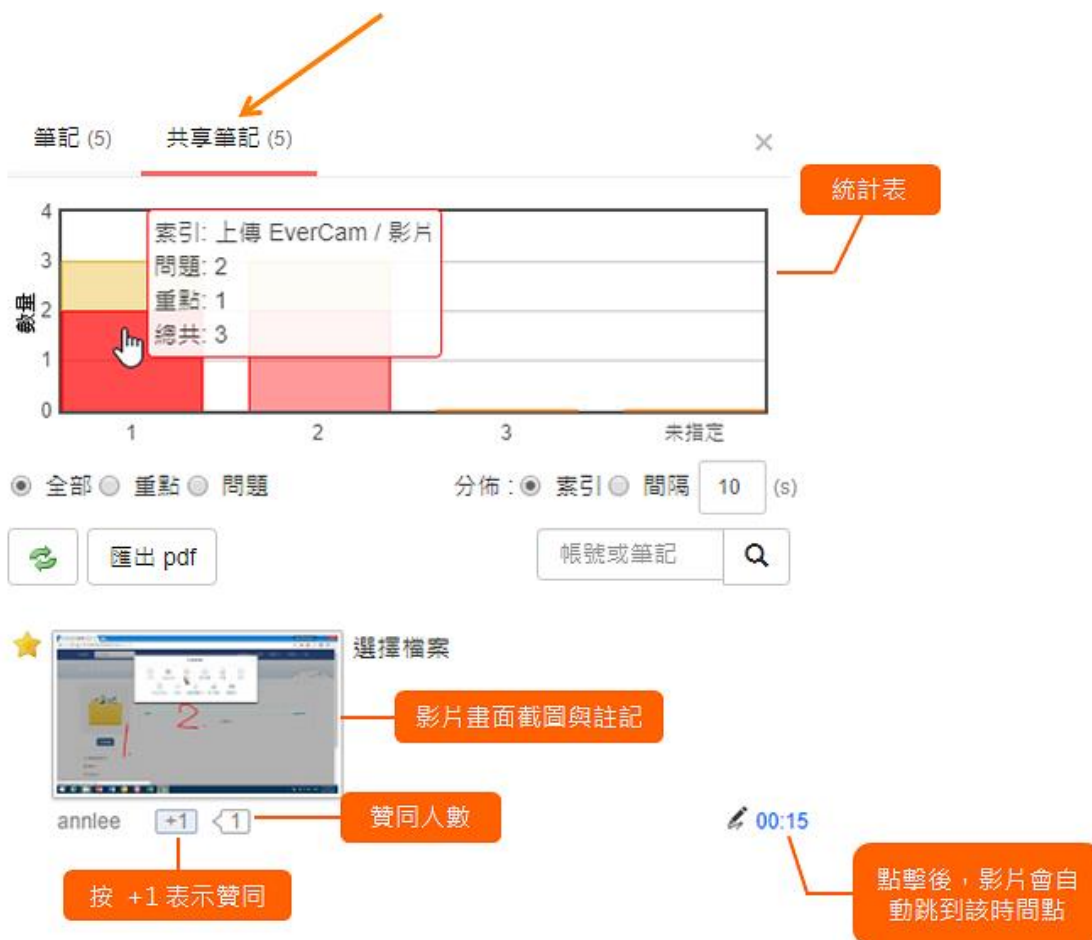 筆記 (5)
共享筆記 (5)
×
統計表
4
3
2
1
0
數量
索引: 上傳 EverCam / 影片
問題: 2
重點: 1
總共: 3
1
2
3
未指定
全部
重點
問題
分佈 :
索引
間隔
10
(s)
匯出 pdf
帳號或筆記
選擇檔案
1
2
影片畫面截圖與註記
annlee
+1
1
贊同人數
00:15
按 +1 表示贊同
點擊後，影片會自
動跳到該時間點